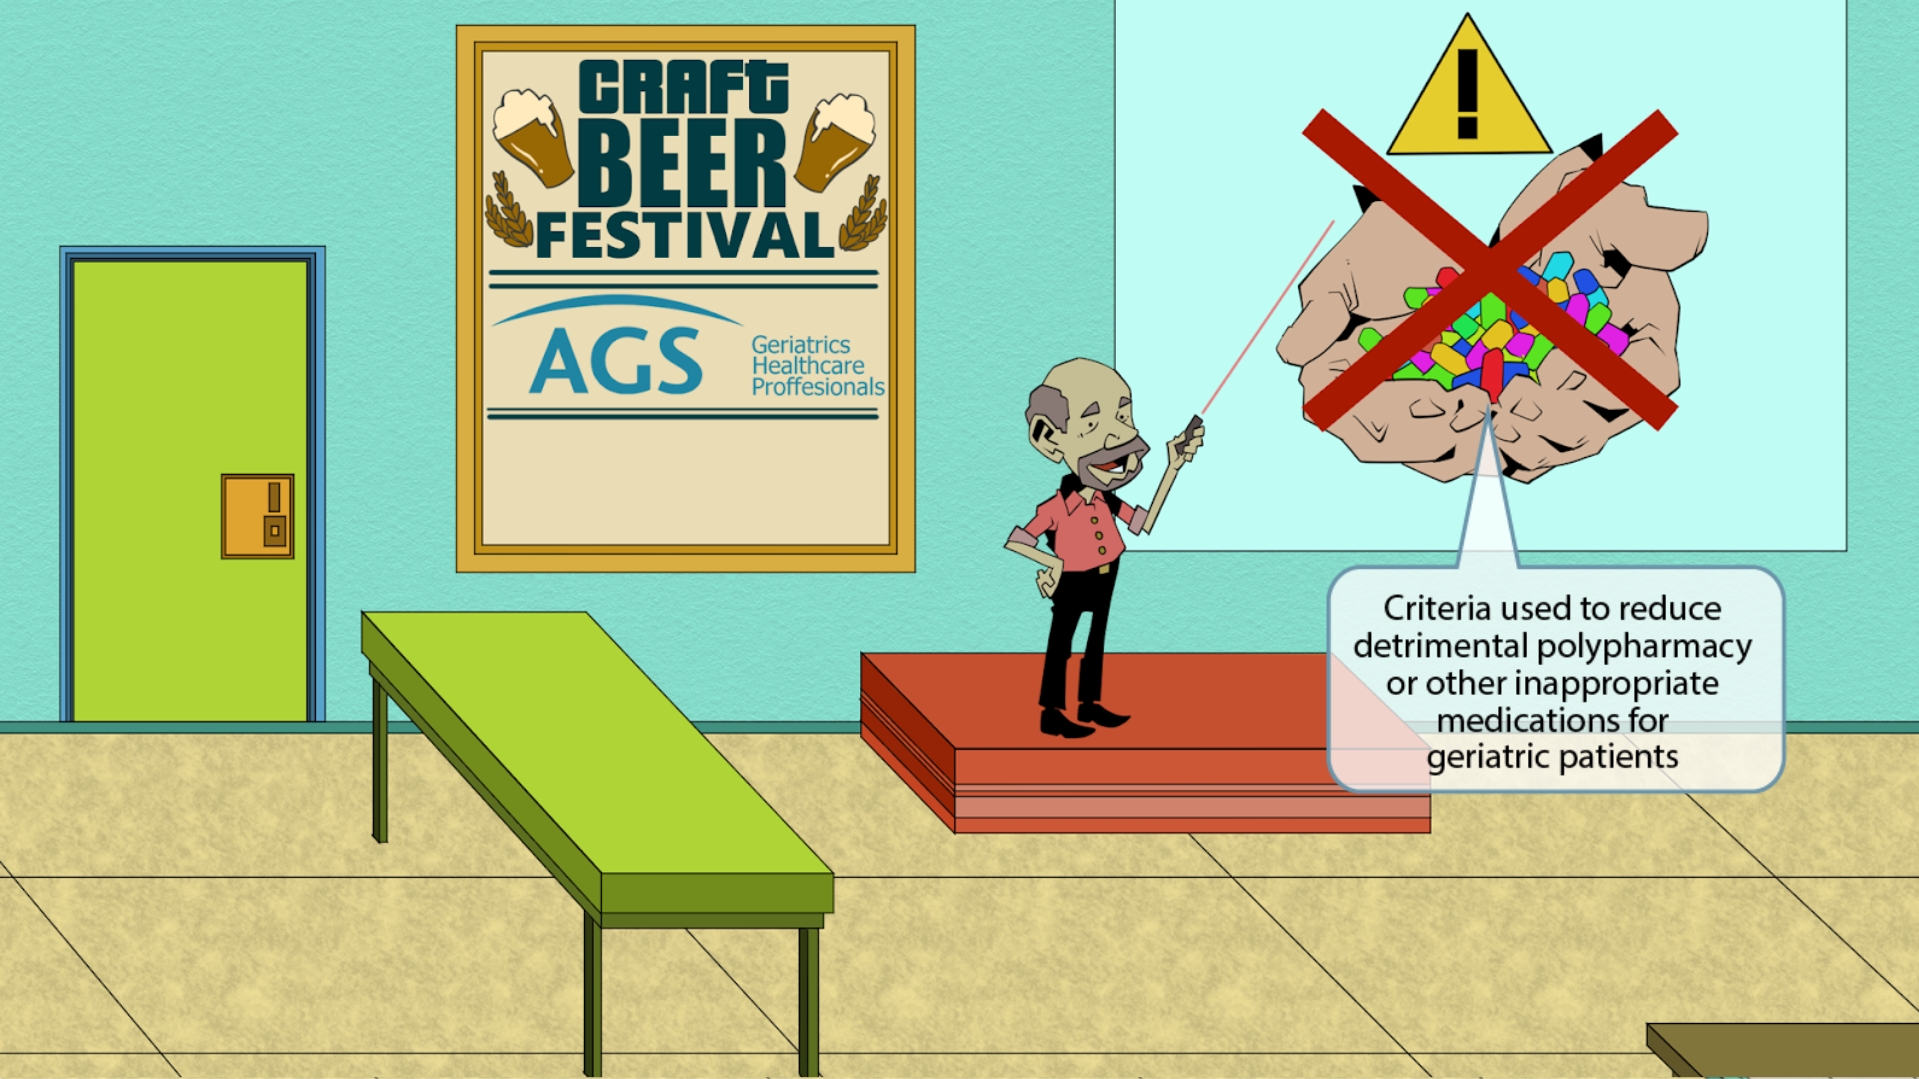 CRAFt
BEER
FESTIVAL
AGS
Geriatrics
Healthcare
Proffesionals
!
Criteria used to reduce
detrimental polypharmacy
or other inappropriate
medications for
geriatric patients